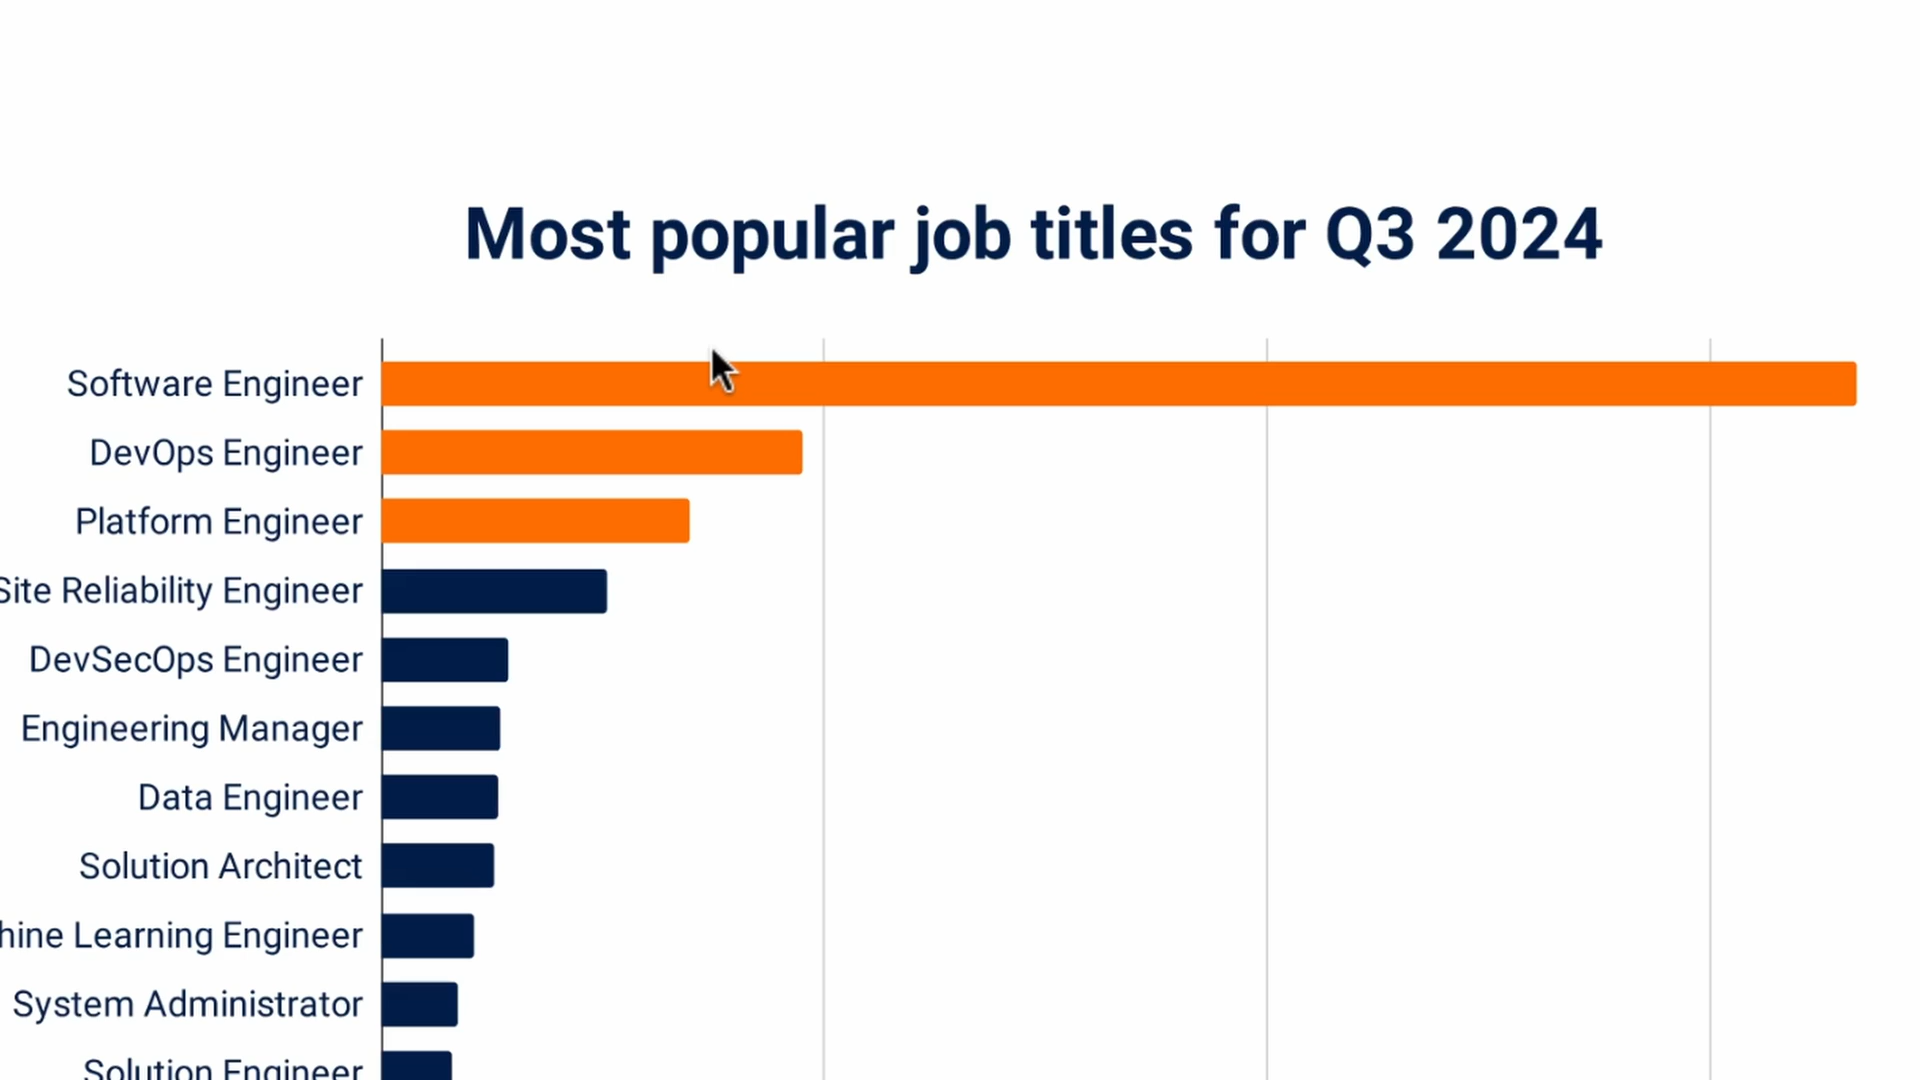 Most popular job titles for Q3 2024
Software Engineer
DevOps Engineer
Platform Engineer
Site Reliability Engineer
DevSecOps Engineer
Engineering Manager
Data Engineer
Solution Architect
hine Learning Engineer
System Administrator
Solution Engineer